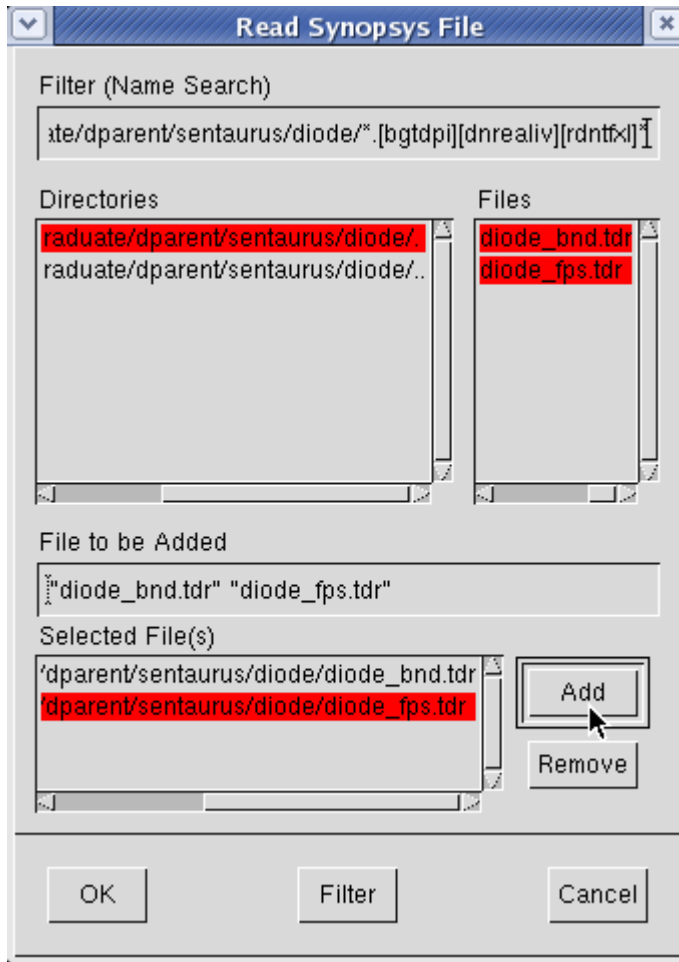 Read Synopsys File
Filter (Name Search)
ate/dparent/sentaurus/diode/*.[bgtdpi][dnrealiv][rdntfxl]*
Directories
Files
raduate/dparent/sentaurus/diode/.
raduate/dparent/sentaurus/diode/..
diode_bnd.tdr
diode_fps.tdr
File to be Added
"diode_bnd.tdr" "diode_fps.tdr"
Selected File(s)
/dparent/sentaurus/diode/diode_bnd.tdr
/dparent/sentaurus/diode/diode_fps.tdr
Add
Remove
OK
Filter
Cancel